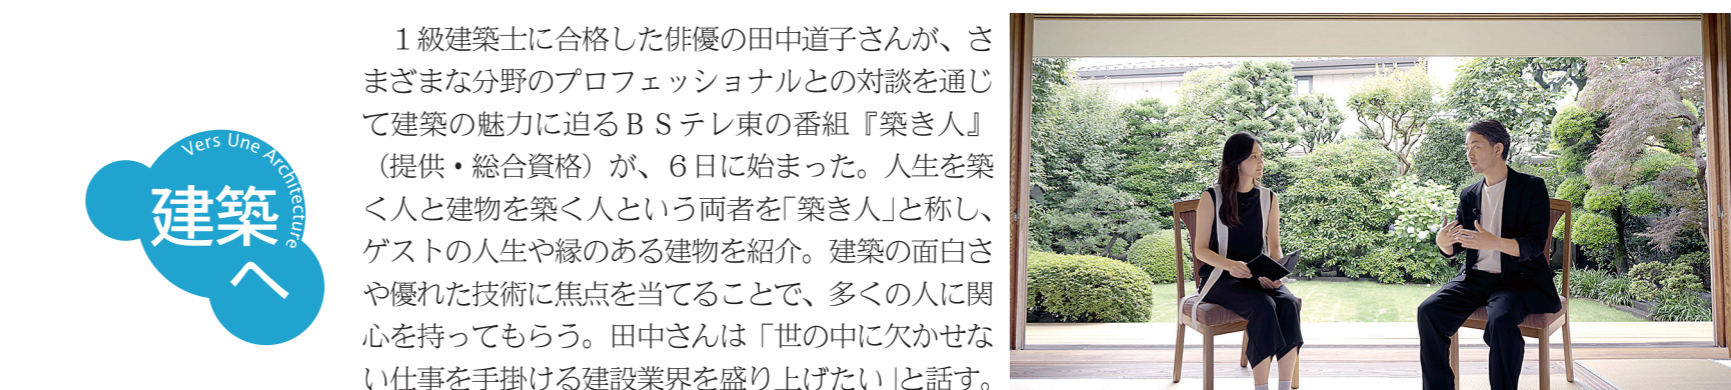 Vers Une Architecture
建築
へ
１級建築士に合格した俳優の田中道子さんが、さ
まざまな分野のプロフェッショナルとの対談を通じ
て建築の魅力に迫るＢＳテレ東の番組『築き人』
（提供・総合資格）が、６日に始まった。人生を築
く人と建物を築く人という両者を「築き人」と称し、
ゲストの人生や縁のある建物を紹介。建築の面白さ
や優れた技術に焦点を当てることで、多くの人に関
心を持ってもらう。田中さんは「世の中に欠かせな
い仕事を手掛ける建設業界を盛り上げたい」と話す。